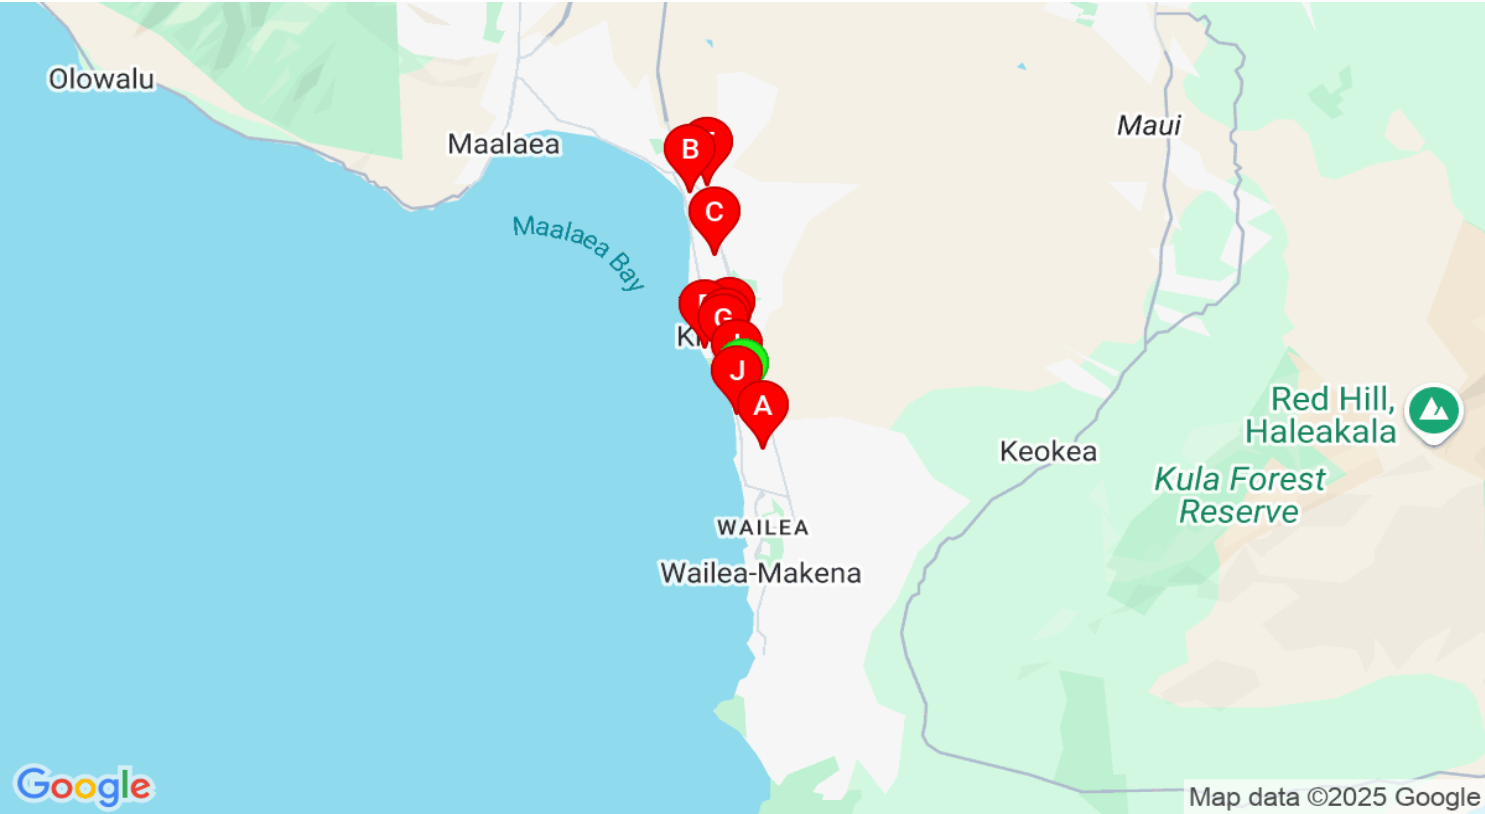 Olowalu
Maalaea
Maui
B
C
Maalaea Bay
G
Ki
J
A
Red Hill,
Haleakala
Keokea
Kula Forest
Reserve
WAILEA
Wailea-Makena
Google
Map data ©2025 Google